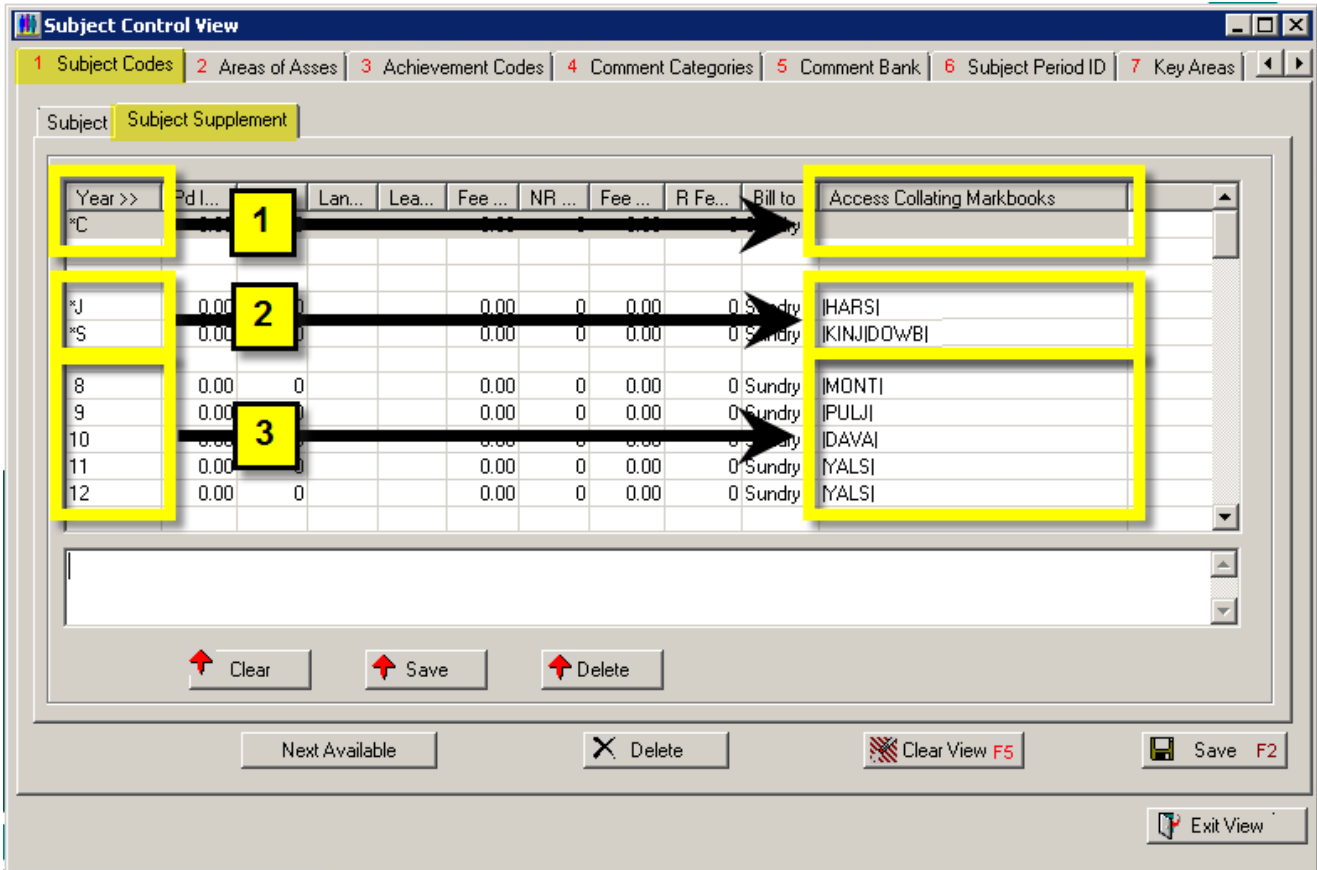 Subject Control View
1 Subject Codes 2 Areas of Asses 3 Achievement Codes 4 Comment Categories 5 Comment Bank 6 Subject Period ID 7 Key Areas
Subject Subject Supplement
Year >> Pd I... Lan... Lea... Fee ... NR ... Fee ... R Fe... Bill to Access Collating Markbooks
*C 1
*J 0.00 0.00 0 0.00 0 Sundry |HARS|
2
*S 0.00 0.00 0 0.00 0 Sundry |KINJ|DOWB|
8 0.00 0 0.00 0 0.00 0 Sundry |MONT|
9 0.00 0.00 0 0.00 0 Sundry |PULJ|
10 3 |DAVA|
11 0.00 0.00 0 0.00 0 Sundry |YALS|
12 0.00 0 0.00 0 0.00 0 Sundry |YALS|
Clear Save Delete
Next Available Delete Clear View F5 Save F2
Exit View